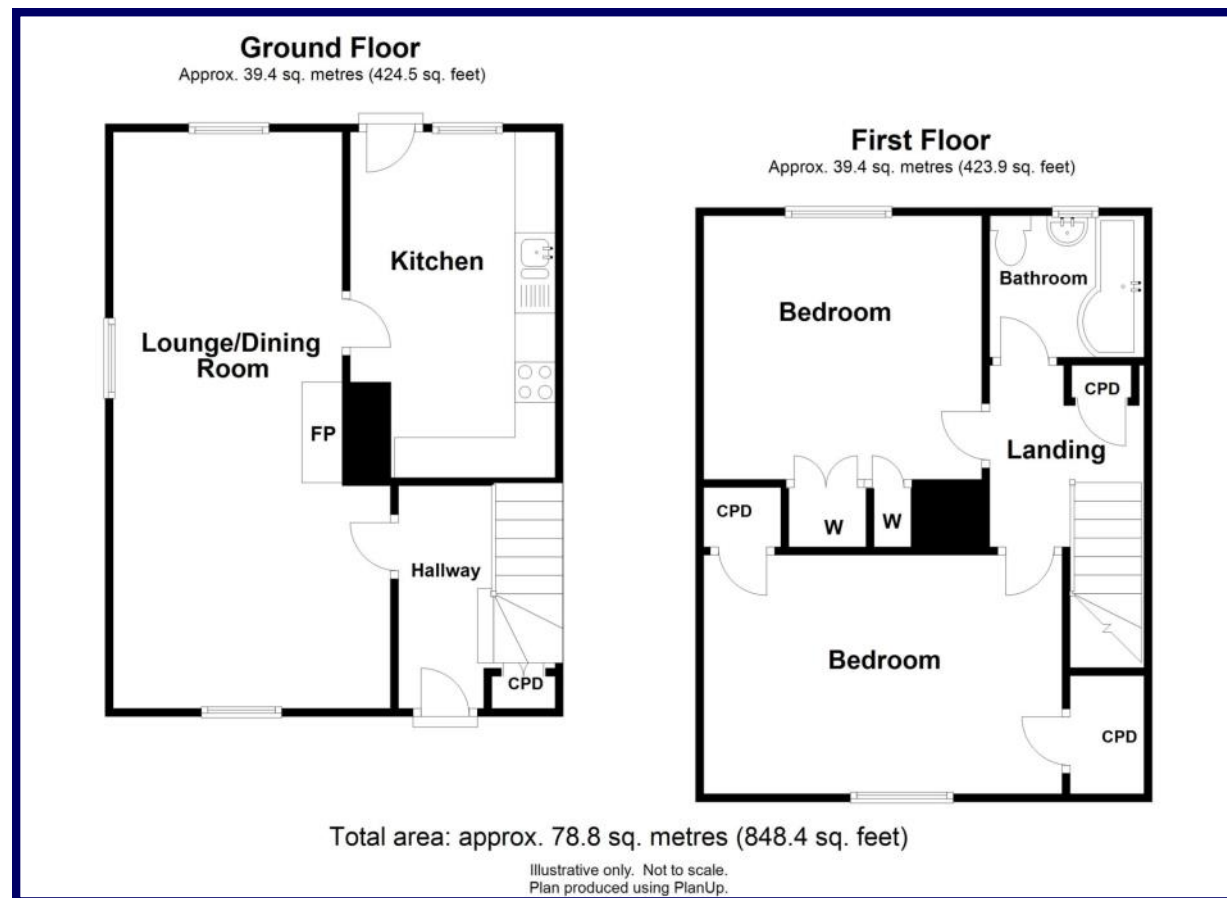 Ground Floor
Approx. 39.4 sq. metres (424.5 sq. feet)
Kitchen
Lounge/Dining
Room
FP
Hallway
CPD
First Floor
Approx. 39.4 sq. metres (423.9 sq. feet)
Bathroom
Bedroom
CPD
Landing
CPD
W
W
Bedroom
CPD
Total area: approx. 78.8 sq. metres (848.4 sq. feet)
Illustrative only. Not to scale.
Plan produced using PlanUp.